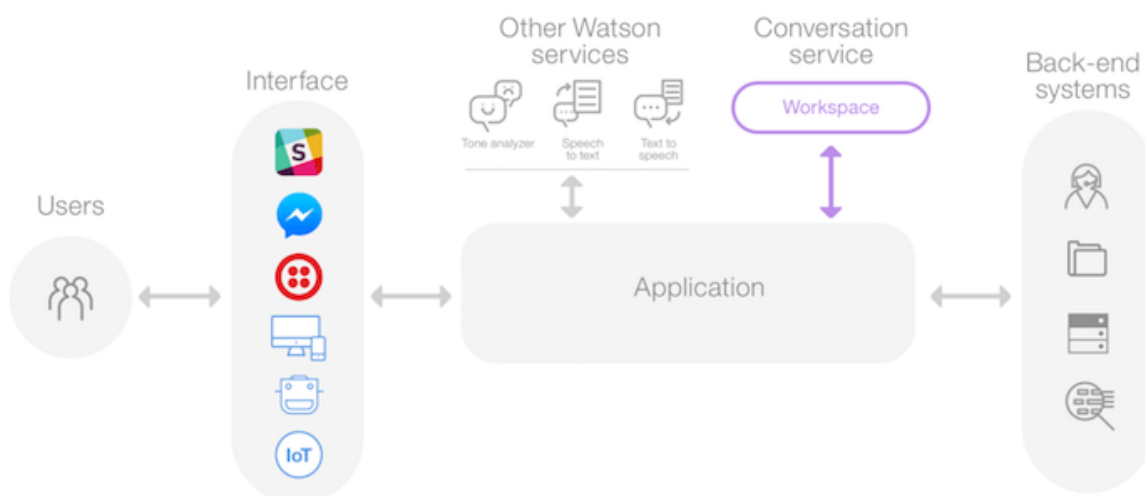 Users
Interface
S
IoT
Other Watson
services
Tone analyzer
Speech
to text
Text to
speech
Conversation
service
Workspace
Application
Back-end
systems